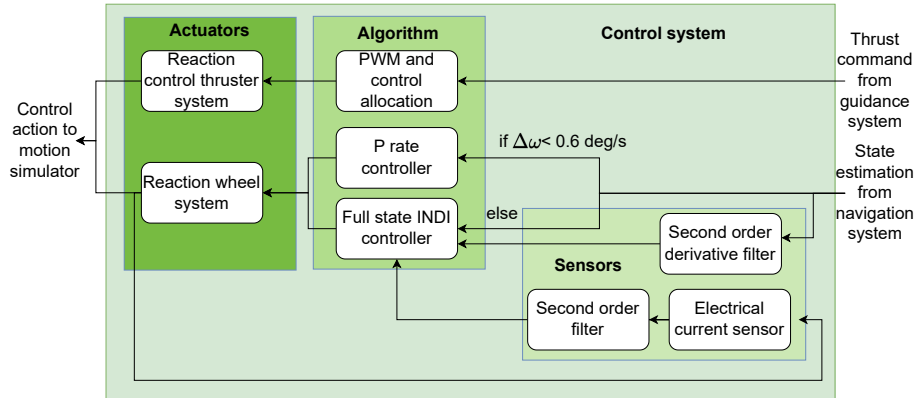 Actuators
Algorithm
Control system
Reaction
control thruster
system
PWM and
control
allocation
Thrust
command
from
guidance
system
Control
action to
motion
simulator
P rate
controller
if Δω< 0.6 deg/s
State
estimation
from
navigation
system
Reaction wheel
system
Full state INDI
controller
else
Second order
derivative filter
Sensors
Second order
filter
Electrical
current sensor